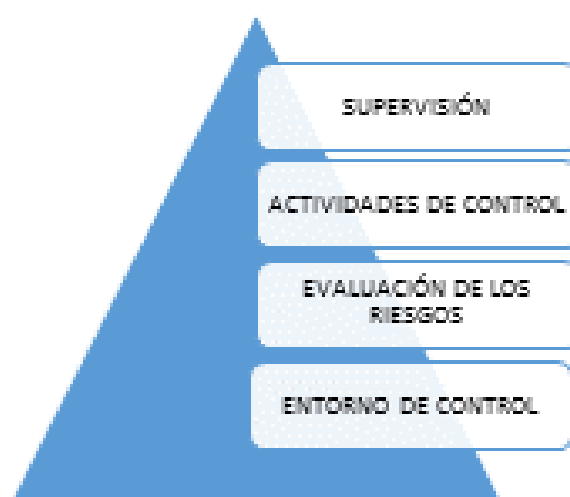 SUPERVISIÓN
ACTIVIDADES DE CONTROL
EVALUACIÓN DE LOS
RIESGOS
ENTORNO DE CONTROL